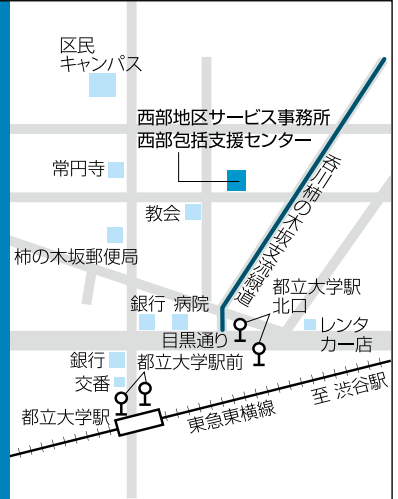 区民
キャンパス
西部地区サービス事務所
西部包括支援センター
常円寺
教会
呑川柿の木坂支流緑道
柿の木坂郵便局
都立大学駅
北口
銀行
病院
レンタ
カー店
目黒通り
銀行
都立大学駅前
交番
都立大学駅
東急東横線
至 渋谷駅